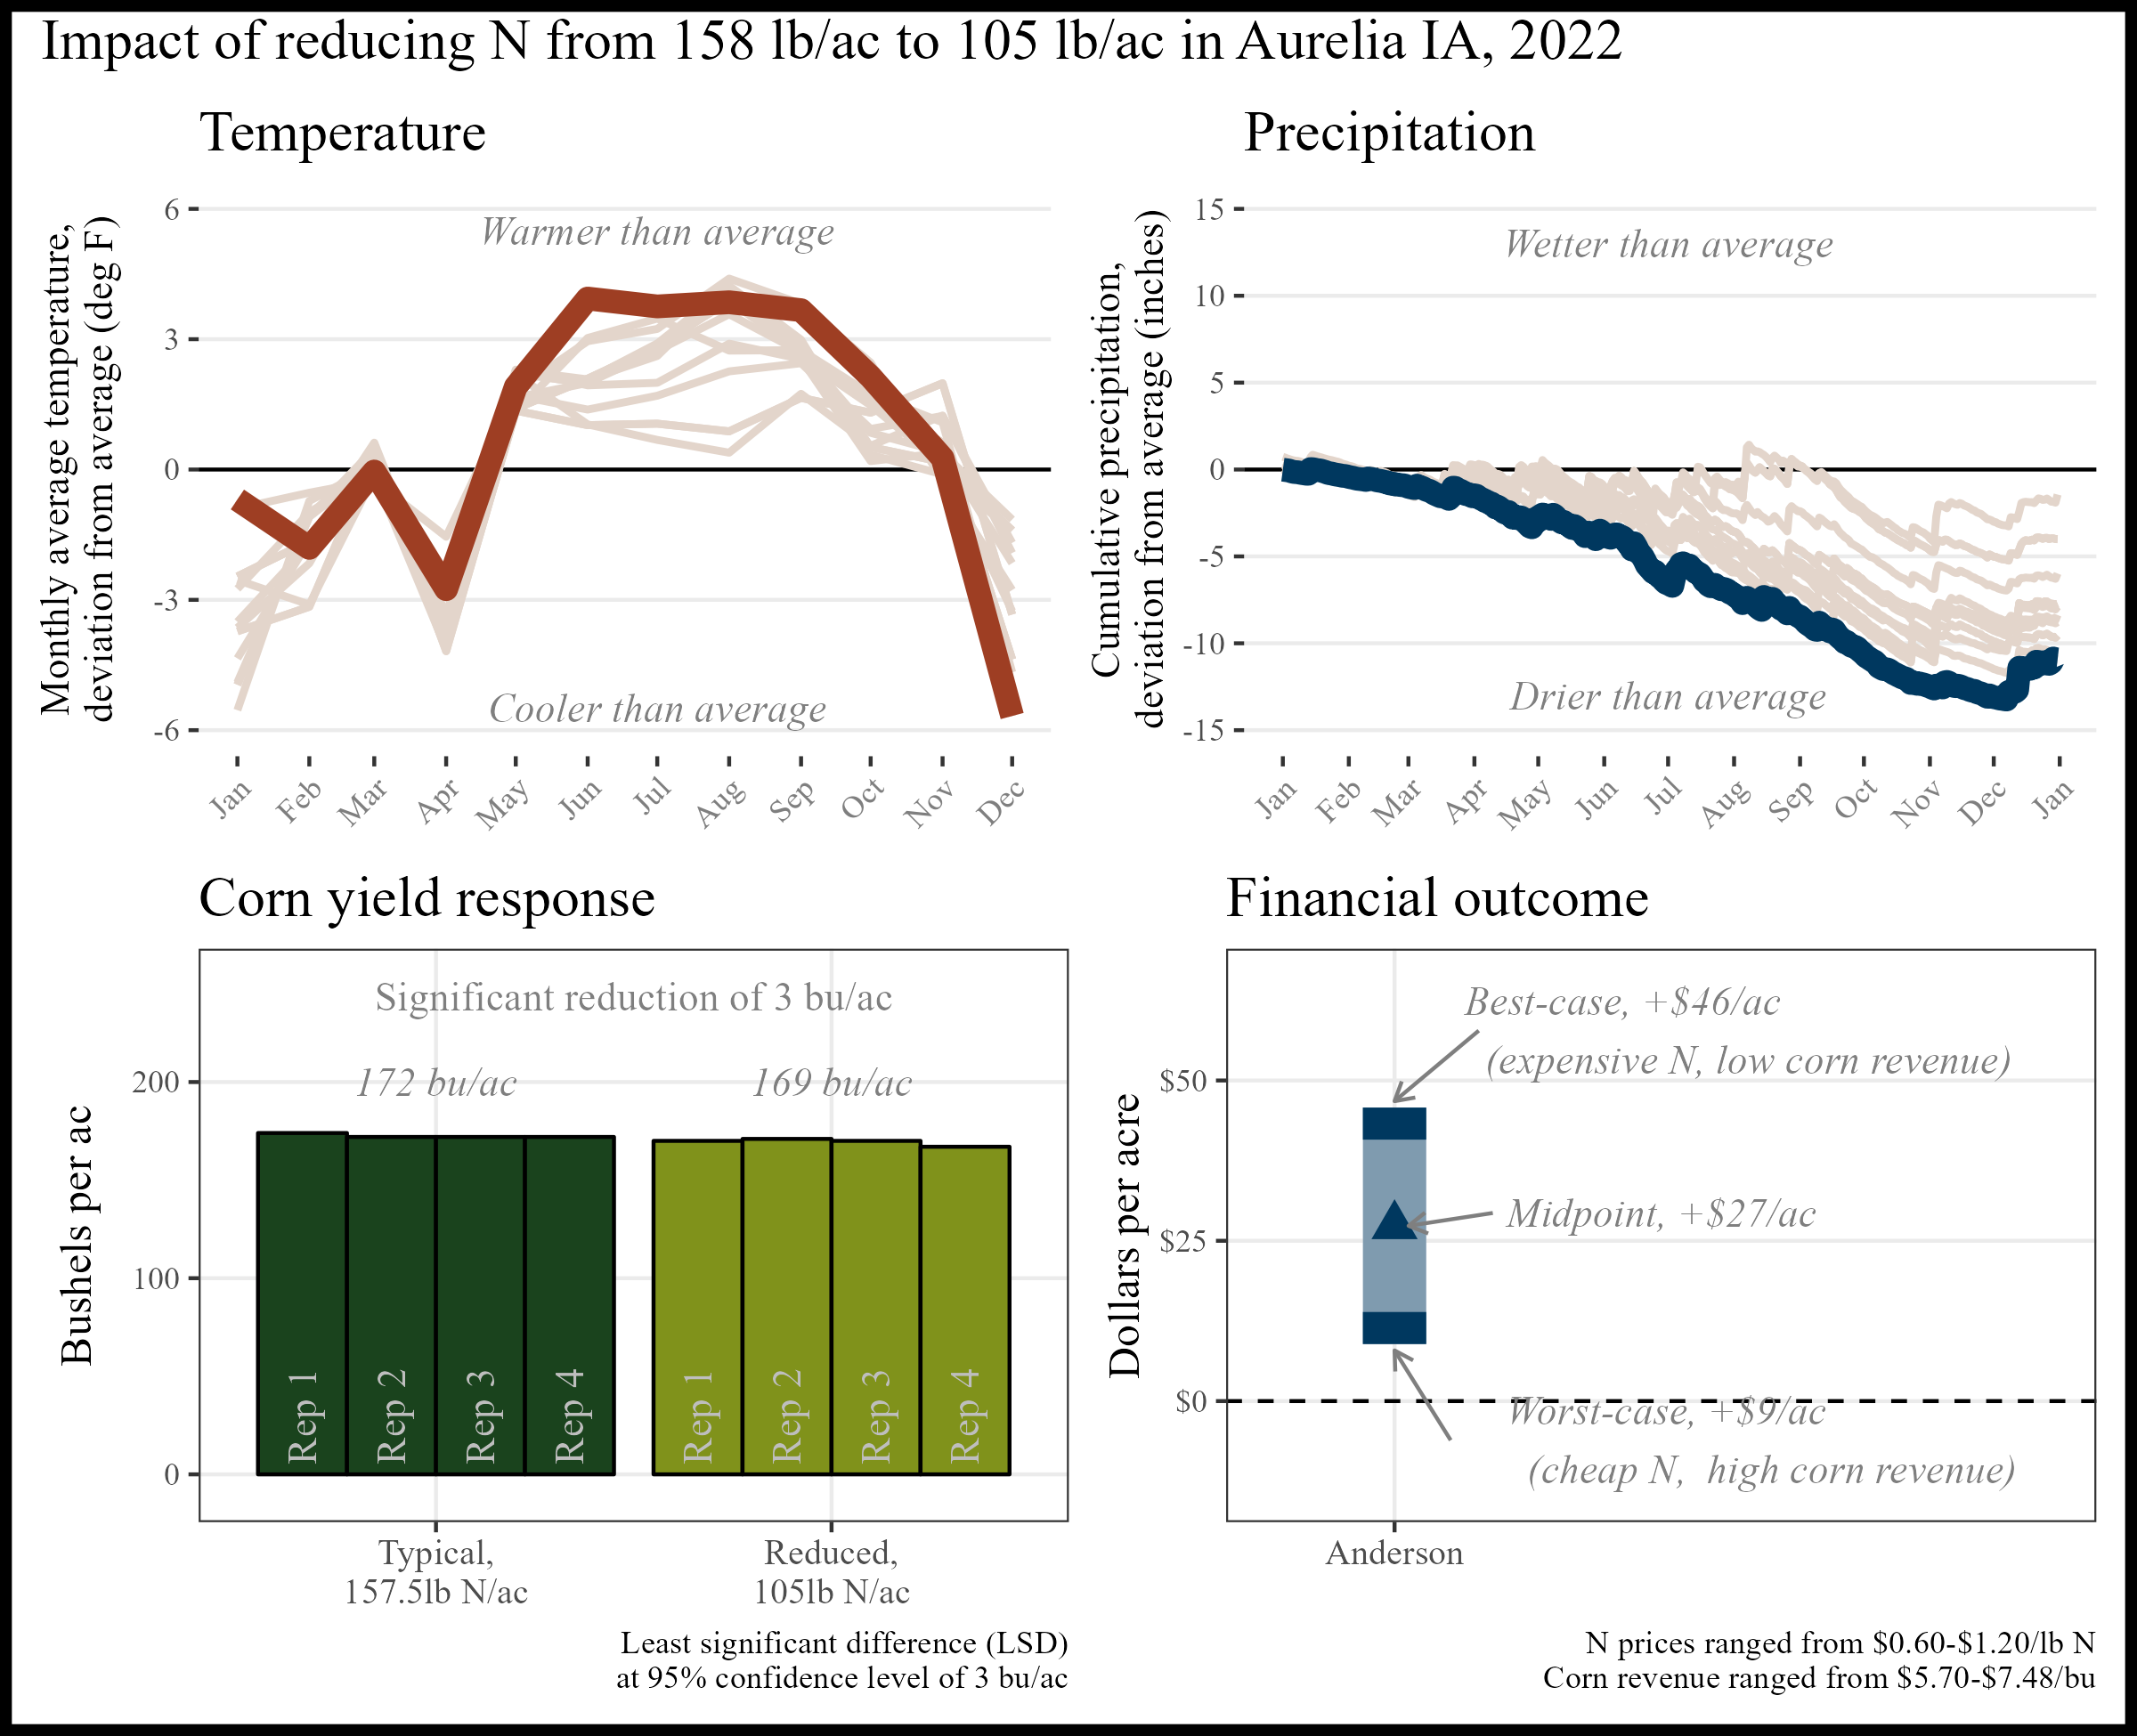 Impact of reducing N from 158 lb/ac to 105 lb/ac in Aurelia IA, 2022
Temperature
Monthly average temperature,
deviation from average (deg F)
6
3
0
-3
-6
Warmer than average
Cooler than average
Jan
Feb
Mar
Apr
May
Jun
Jul
Aug
Sep
Oct
Nov
Dec
Precipitation
Cumulative precipitation,
deviation from average (inches)
15
10
5
0
-5
-10
-15
Wetter than average
Drier than average
Jan
Feb
Mar
Apr
May
Jun
Jul
Aug
Sep
Oct
Nov
Dec
Jan
Corn yield response
Bushels per ac
200
100
0
Significant reduction of 3 bu/ac
172 bu/ac
169 bu/ac
Rep 1
Rep 2
Rep 3
Rep 4
Rep 1
Rep 2
Rep 3
Rep 4
Typical,
157.5lb N/ac
Reduced,
105lb N/ac
Least significant difference (LSD)
at 95% confidence level of 3 bu/ac
Financial outcome
Dollars per acre
$50
$25
$0
Best-case, +$46/ac
(expensive N, low corn revenue)
Midpoint, +$27/ac
Worst-case, +$9/ac
(cheap N, high corn revenue)
Anderson
N prices ranged from $0.60-$1.20/lb N
Corn revenue ranged from $5.70-$7.48/bu